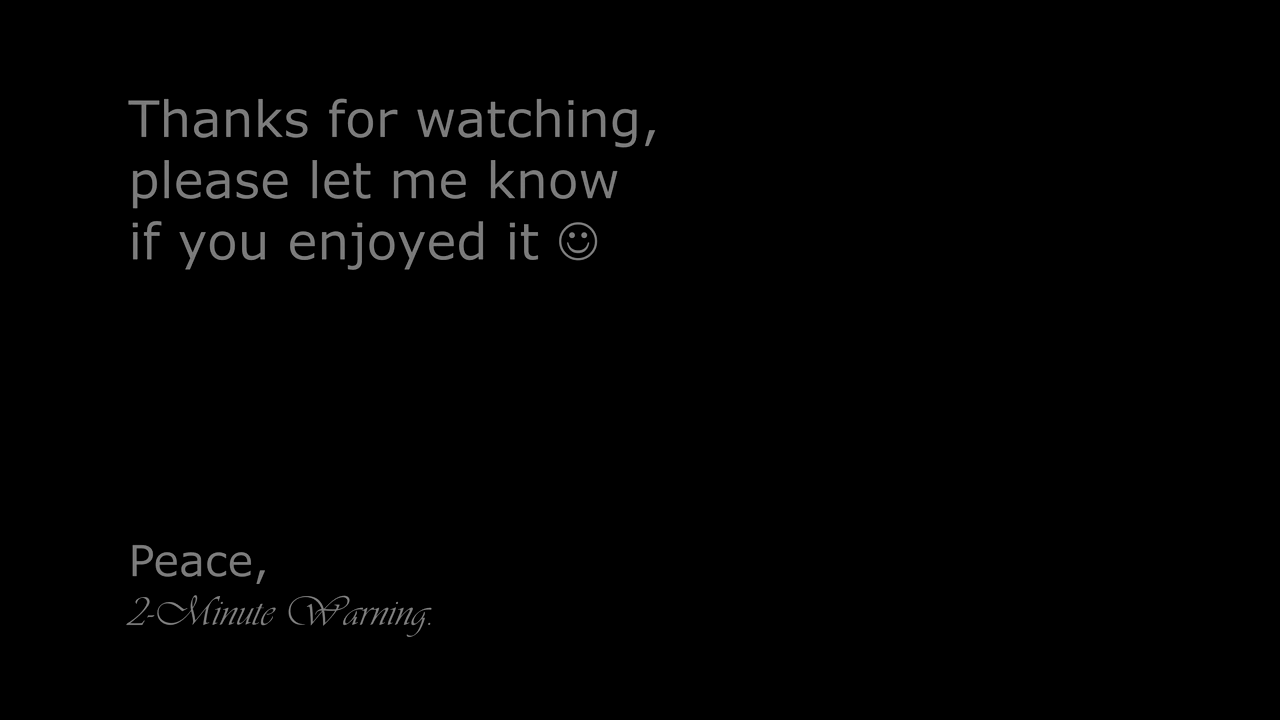 Thanks for watching,
please let me know
if you enjoyed it ☺
Peace,
2-Minute Warning.